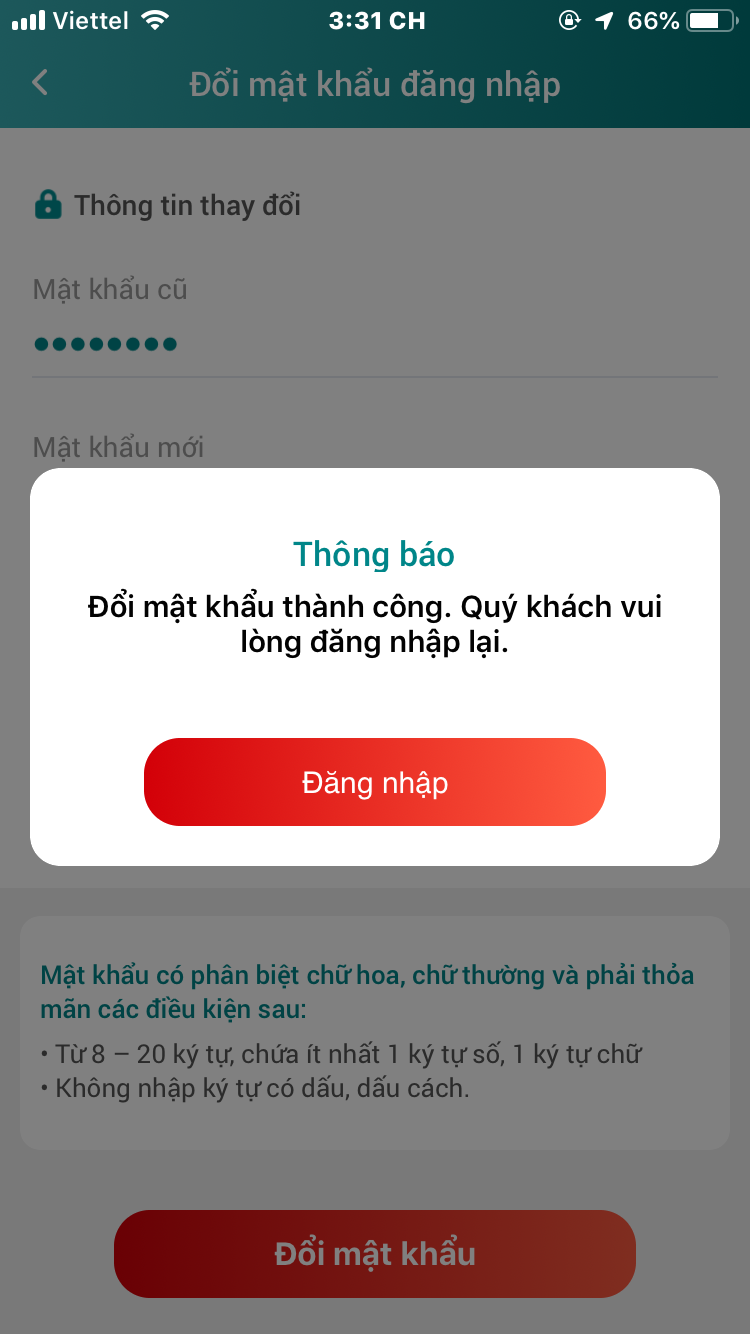 Viettel 3:31 CH 66%
Đổi mật khẩu đăng nhập
Thông tin thay đổi
Mật khẩu cũ
••••••••
Mật khẩu mới
Thông báo
Đổi mật khẩu thành công. Quý khách vui
lòng đăng nhập lại.
Đăng nhập
Mật khẩu có phân biệt chữ hoa, chữ thường và phải thỏa
mãn các điều kiện sau:
• Từ 8 – 20 ký tự, chứa ít nhất 1 ký tự số, 1 ký tự chữ
• Không nhập ký tự có dấu, dấu cách.
Đổi mật khẩu